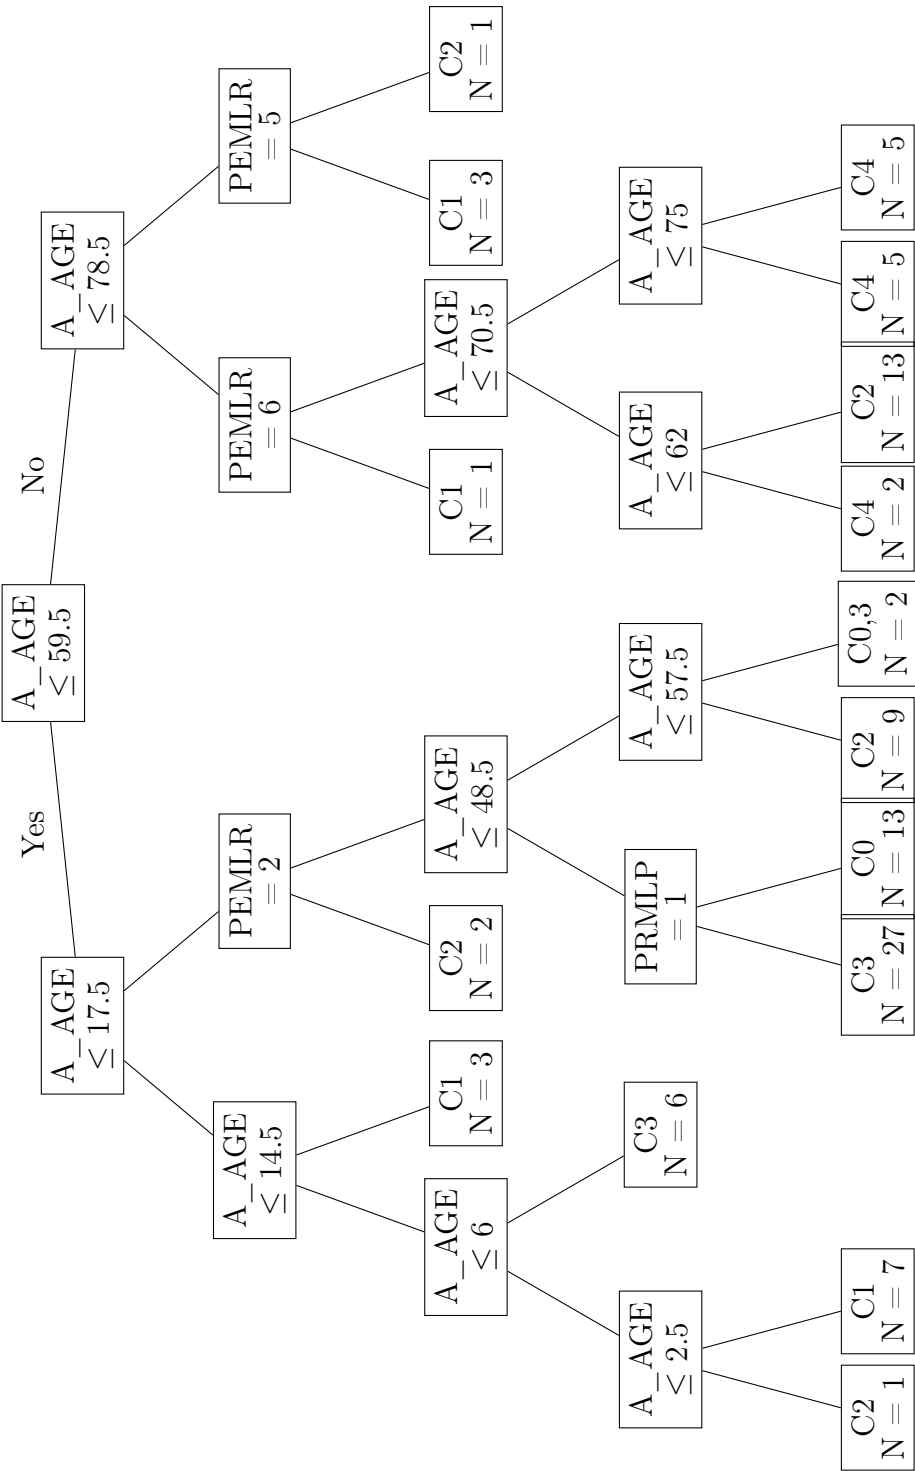 A_AGE
≤ 59.5
Yes
No
A_AGE
≤ 17.5
A_AGE
≤ 78.5
A_AGE
≤ 14.5
PEMLR
= 2
PEMLR
= 6
PEMLR
= 5
A_AGE
≤ 6
C1
N = 3
C2
N = 2
A_AGE
≤ 48.5
C1
N = 1
A_AGE
≤ 70.5
C1
N = 3
C2
N = 1
A_AGE
≤ 2.5
C3
N = 6
PRMLP
= 1
A_AGE
≤ 57.5
A_AGE
≤ 62
A_AGE
≤ 75
C2
N = 1
C1
N = 7
C3
N = 27
C0
N = 13
C2
N = 9
C0,3
N = 2
C4
N = 2
C2
N = 13
C4
N = 5
C4
N = 5